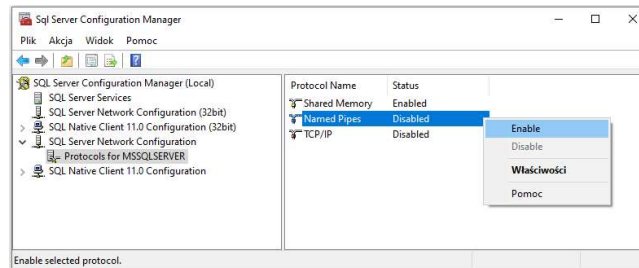 Sql Server Configuration Manager
Plik Akcja Widok Pomoc
SQL Server Configuration Manager (Local)
SQL Server Services
SQL Server Network Configuration (32bit)
SQL Native Client 11.0 Configuration (32bit)
SQL Server Network Configuration
Protocols for MSSQLSERVER
SQL Native Client 11.0 Configuration
Protocol Name Status
Shared Memory Enabled
Named Pipes Disabled
TCP/IP Disabled
Enable
Disable
Właściwości
Pomoc
Enable selected protocol.